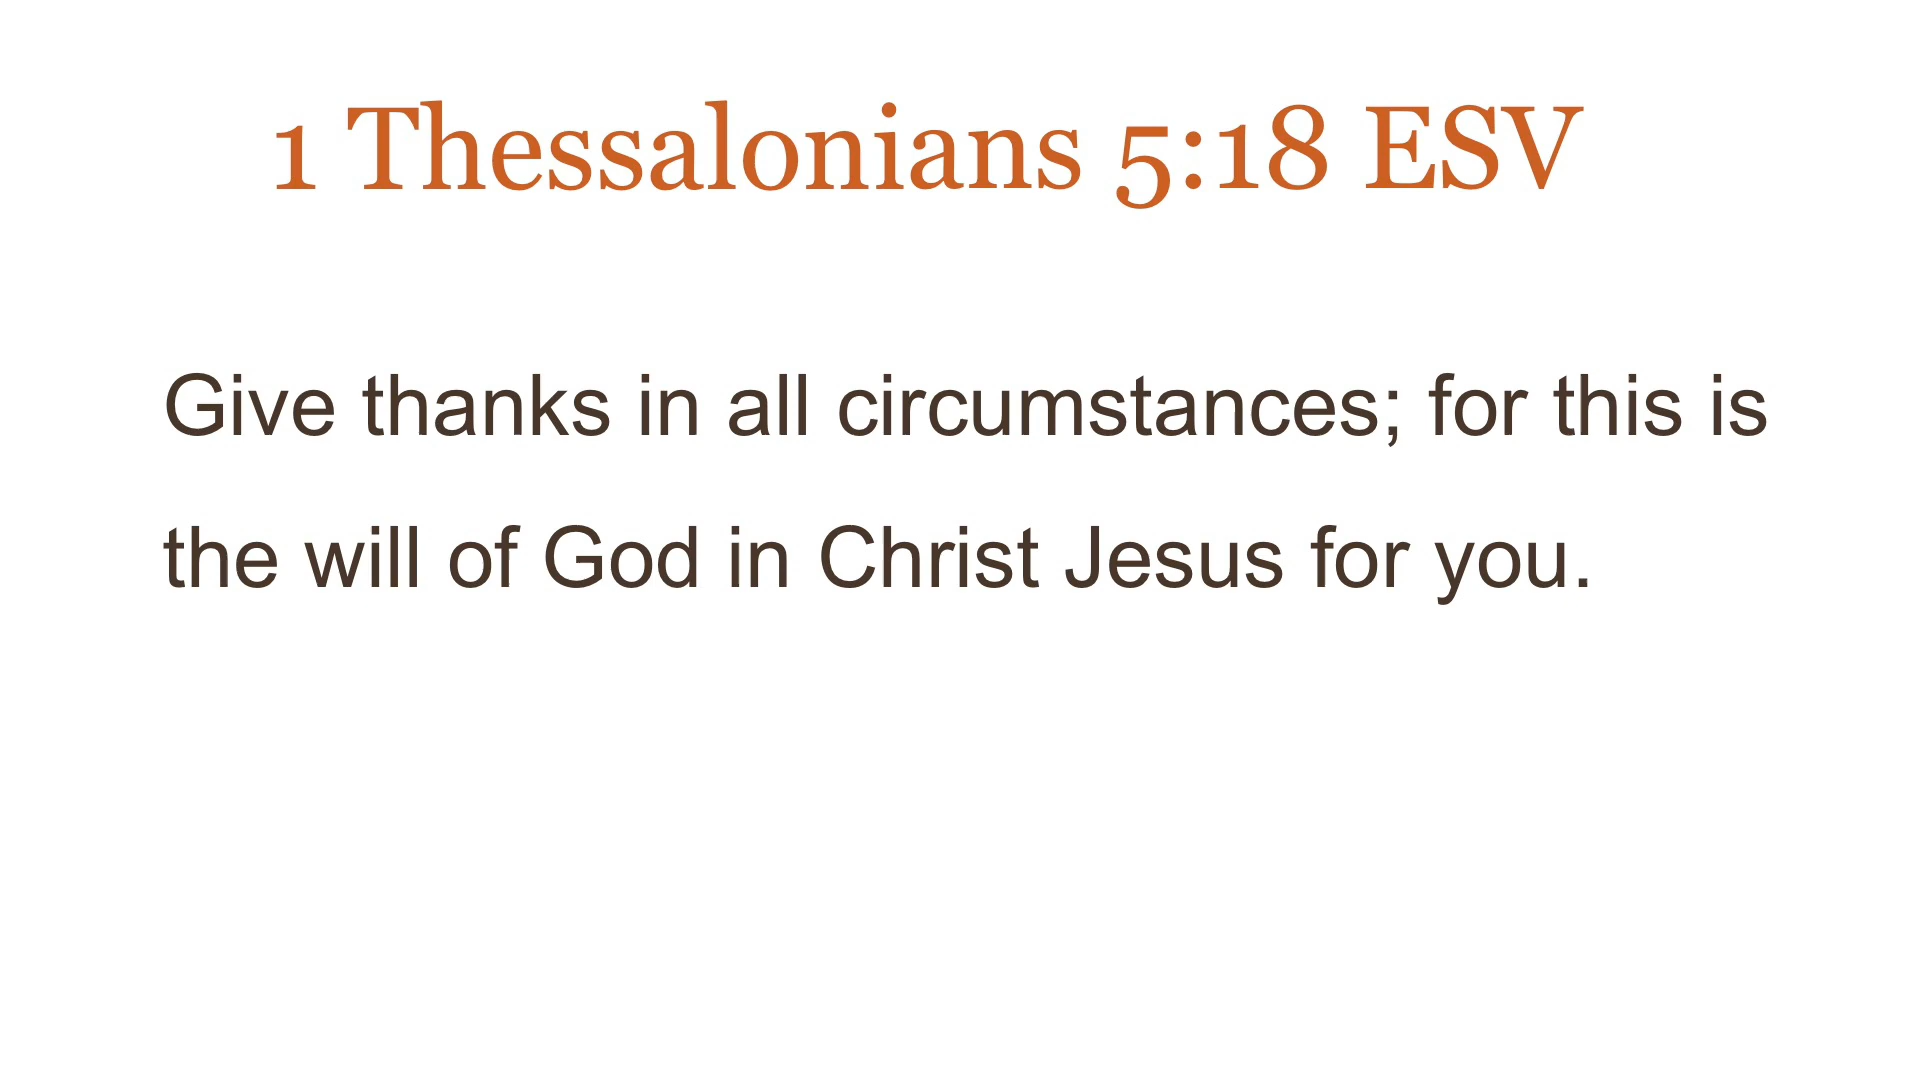 1 Thessalonians 5:18 ESV
Give thanks in all circumstances; for this is
the will of God in Christ Jesus for you.